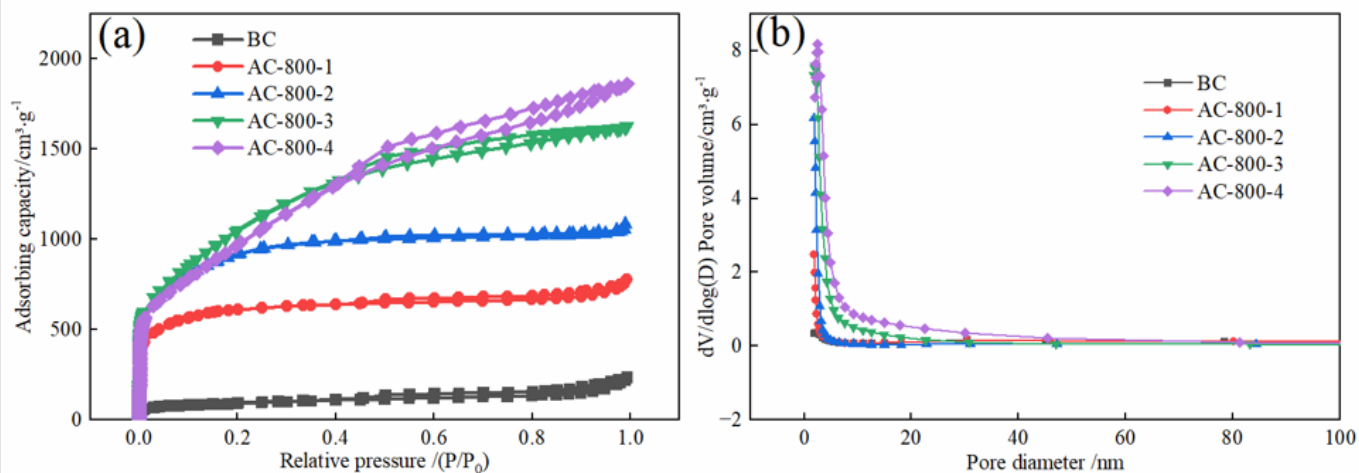 (a)
BC
AC-800-1
AC-800-2
AC-800-3
AC-800-4
Adsorbing capacity/cm³·g⁻¹
2000
1500
1000
500
0
0.0 0.2 0.4 0.6 0.8 1.0
Relative pressure /(P/P₀)
(b)
BC
AC-800-1
AC-800-2
AC-800-3
AC-800-4
dV/dlog(D) Pore volume/cm³·g⁻¹
8
6
4
2
0
−2
0 20 40 60 80 100
Pore diameter /nm